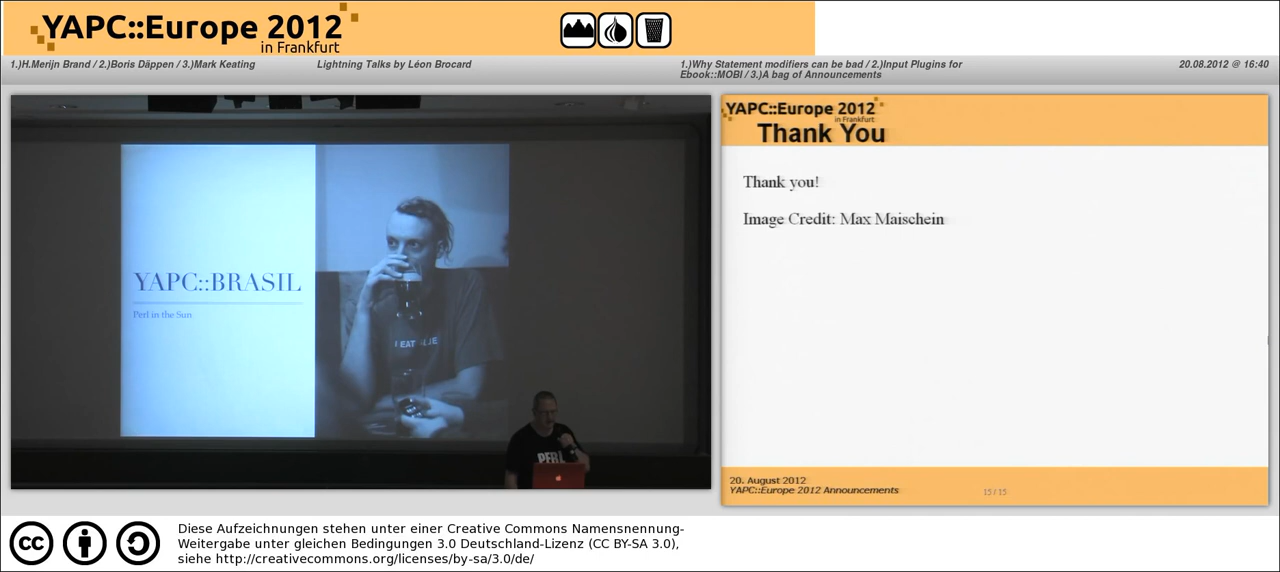 YAPC::Europe 2012
in Frankfurt
1.)H.Merijn Brand / 2.)Boris Däppen / 3.)Mark Keating
Lightning Talks by Léon Brocard
1.)Why Statement modifiers can be bad / 2.)Input Plugins for
Ebook::MOBI / 3.)A bag of Announcements
20.08.2012 @ 16:40
YAPC::BRASIL
Perl in the Sun
I EAT
PERL
YAPC::Europe 2012
in Frankfurt
Thank You
Thank you!
Image Credit: Max Maischein
20. August 2012
YAPC::Europe 2012 Announcements
15/15
cc
Diese Aufzeichnungen stehen unter einer Creative Commons Namensnennung-
Weitergabe unter gleichen Bedingungen 3.0 Deutschland-Lizenz (CC BY-SA 3.0),
siehe http://creativecommons.org/licenses/by-sa/3.0/de/